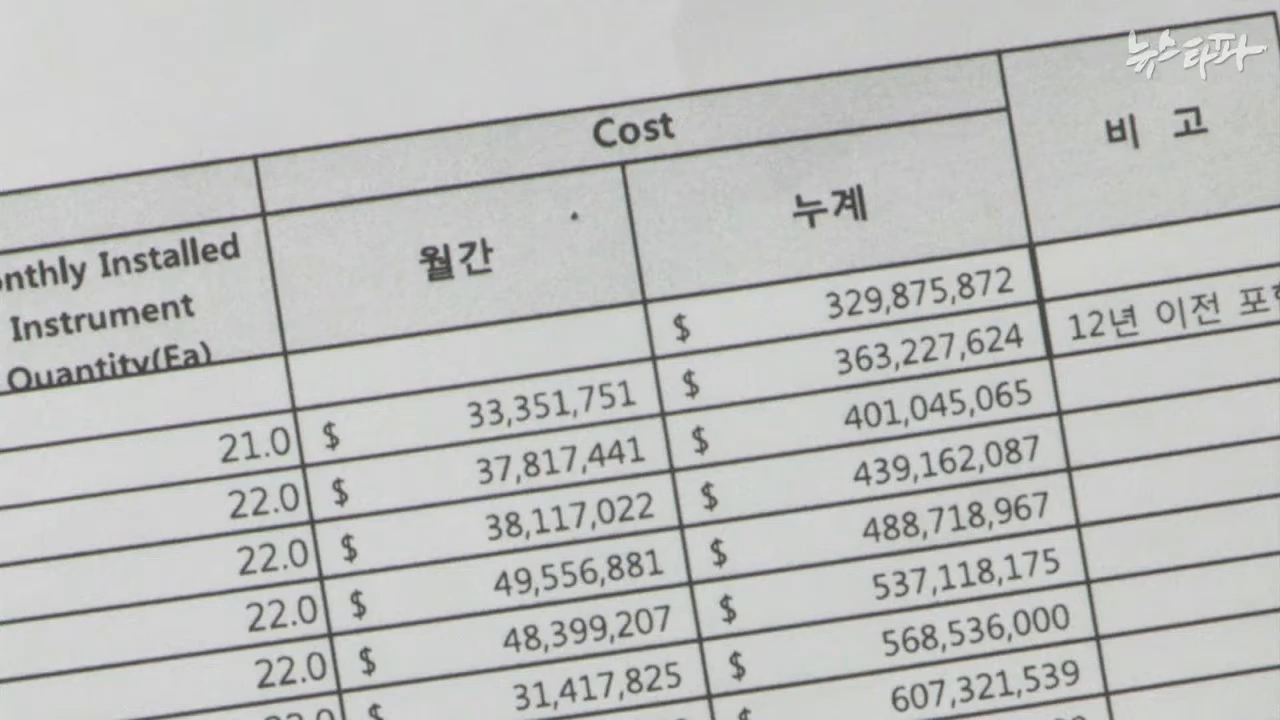 뉴스타파
Cost
비 고
onthly Installed
Instrument
Quantity(Ea)
월간
누계
$ 329,875,872 12년 이전
21.0 $ 33,351,751 $ 363,227,624
22.0 $ 37,817,441 $ 401,045,065
22.0 $ 38,117,022 $ 439,162,087
22.0 $ 49,556,881 $ 488,718,967
22.0 $ 48,399,207 $ 537,118,175
$ 31,417,825 $ 568,536,000
$ 607,321,539